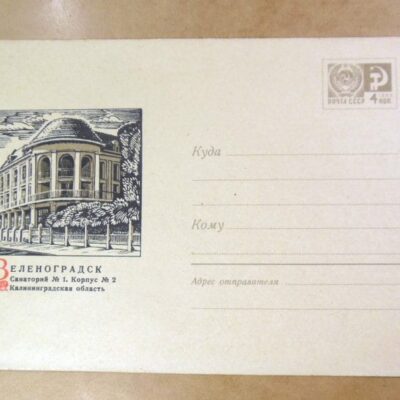 ПОЧТА СССР 4 КОП.
Куда
Кому
Адрес отправителя
ЗЕЛЕНОГРАДСК
Санаторий № 1. Корпус № 2
Калининградская область